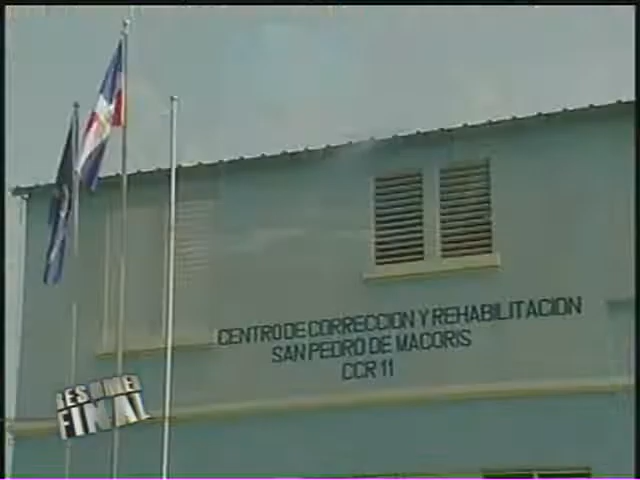 CENTRO DE CORRECCION Y REHABILITACION
SAN PEDRO DE MACORIS
CCR 11
RESUMEN
FINAL